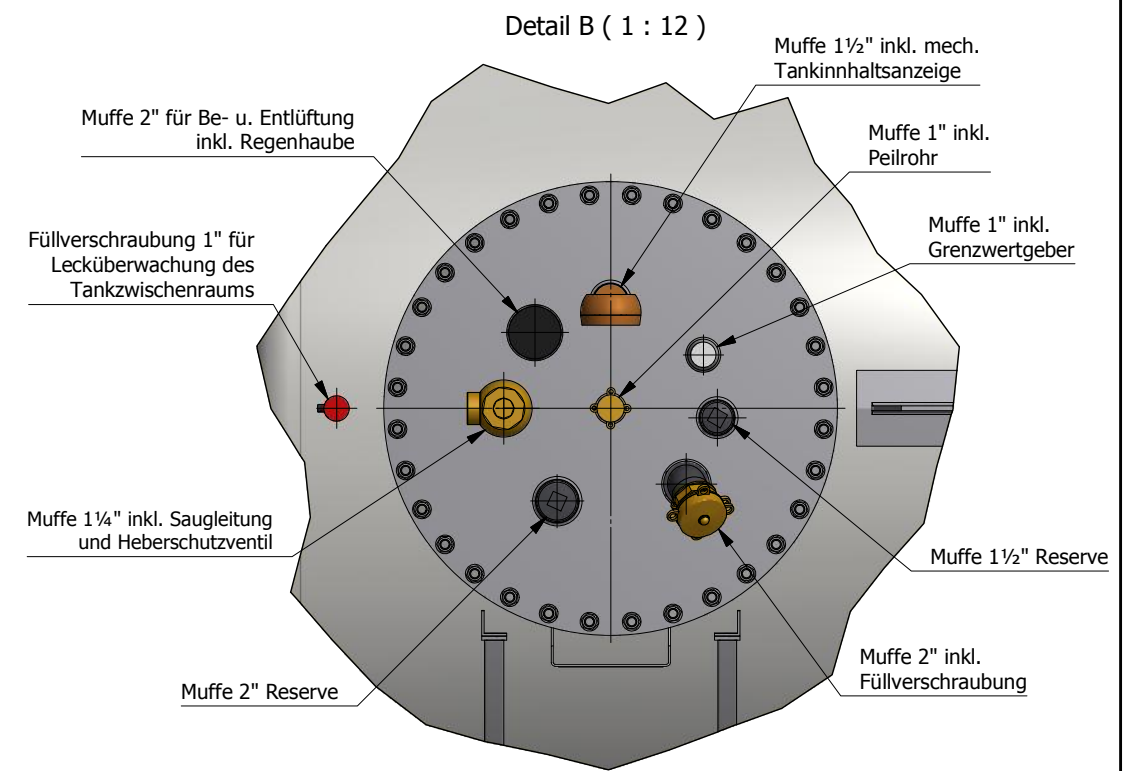 Detail B ( 1 : 12 )
Muffe 1½" inkl. mech.
Tankinnhaltsanzeige
Muffe 2" für Be- u. Entlüftung
inkl. Regenhaube
Muffe 1" inkl.
Peilrohr
Füllverschraubung 1" für
Lecküberwachung des
Tankzwischenraums
Muffe 1" inkl.
Grenzwertgeber
Muffe 1¼" inkl. Saugleitung
und Heberschutzventil
Muffe 1½" Reserve
Muffe 2" Reserve
Muffe 2" inkl.
Füllverschraubung